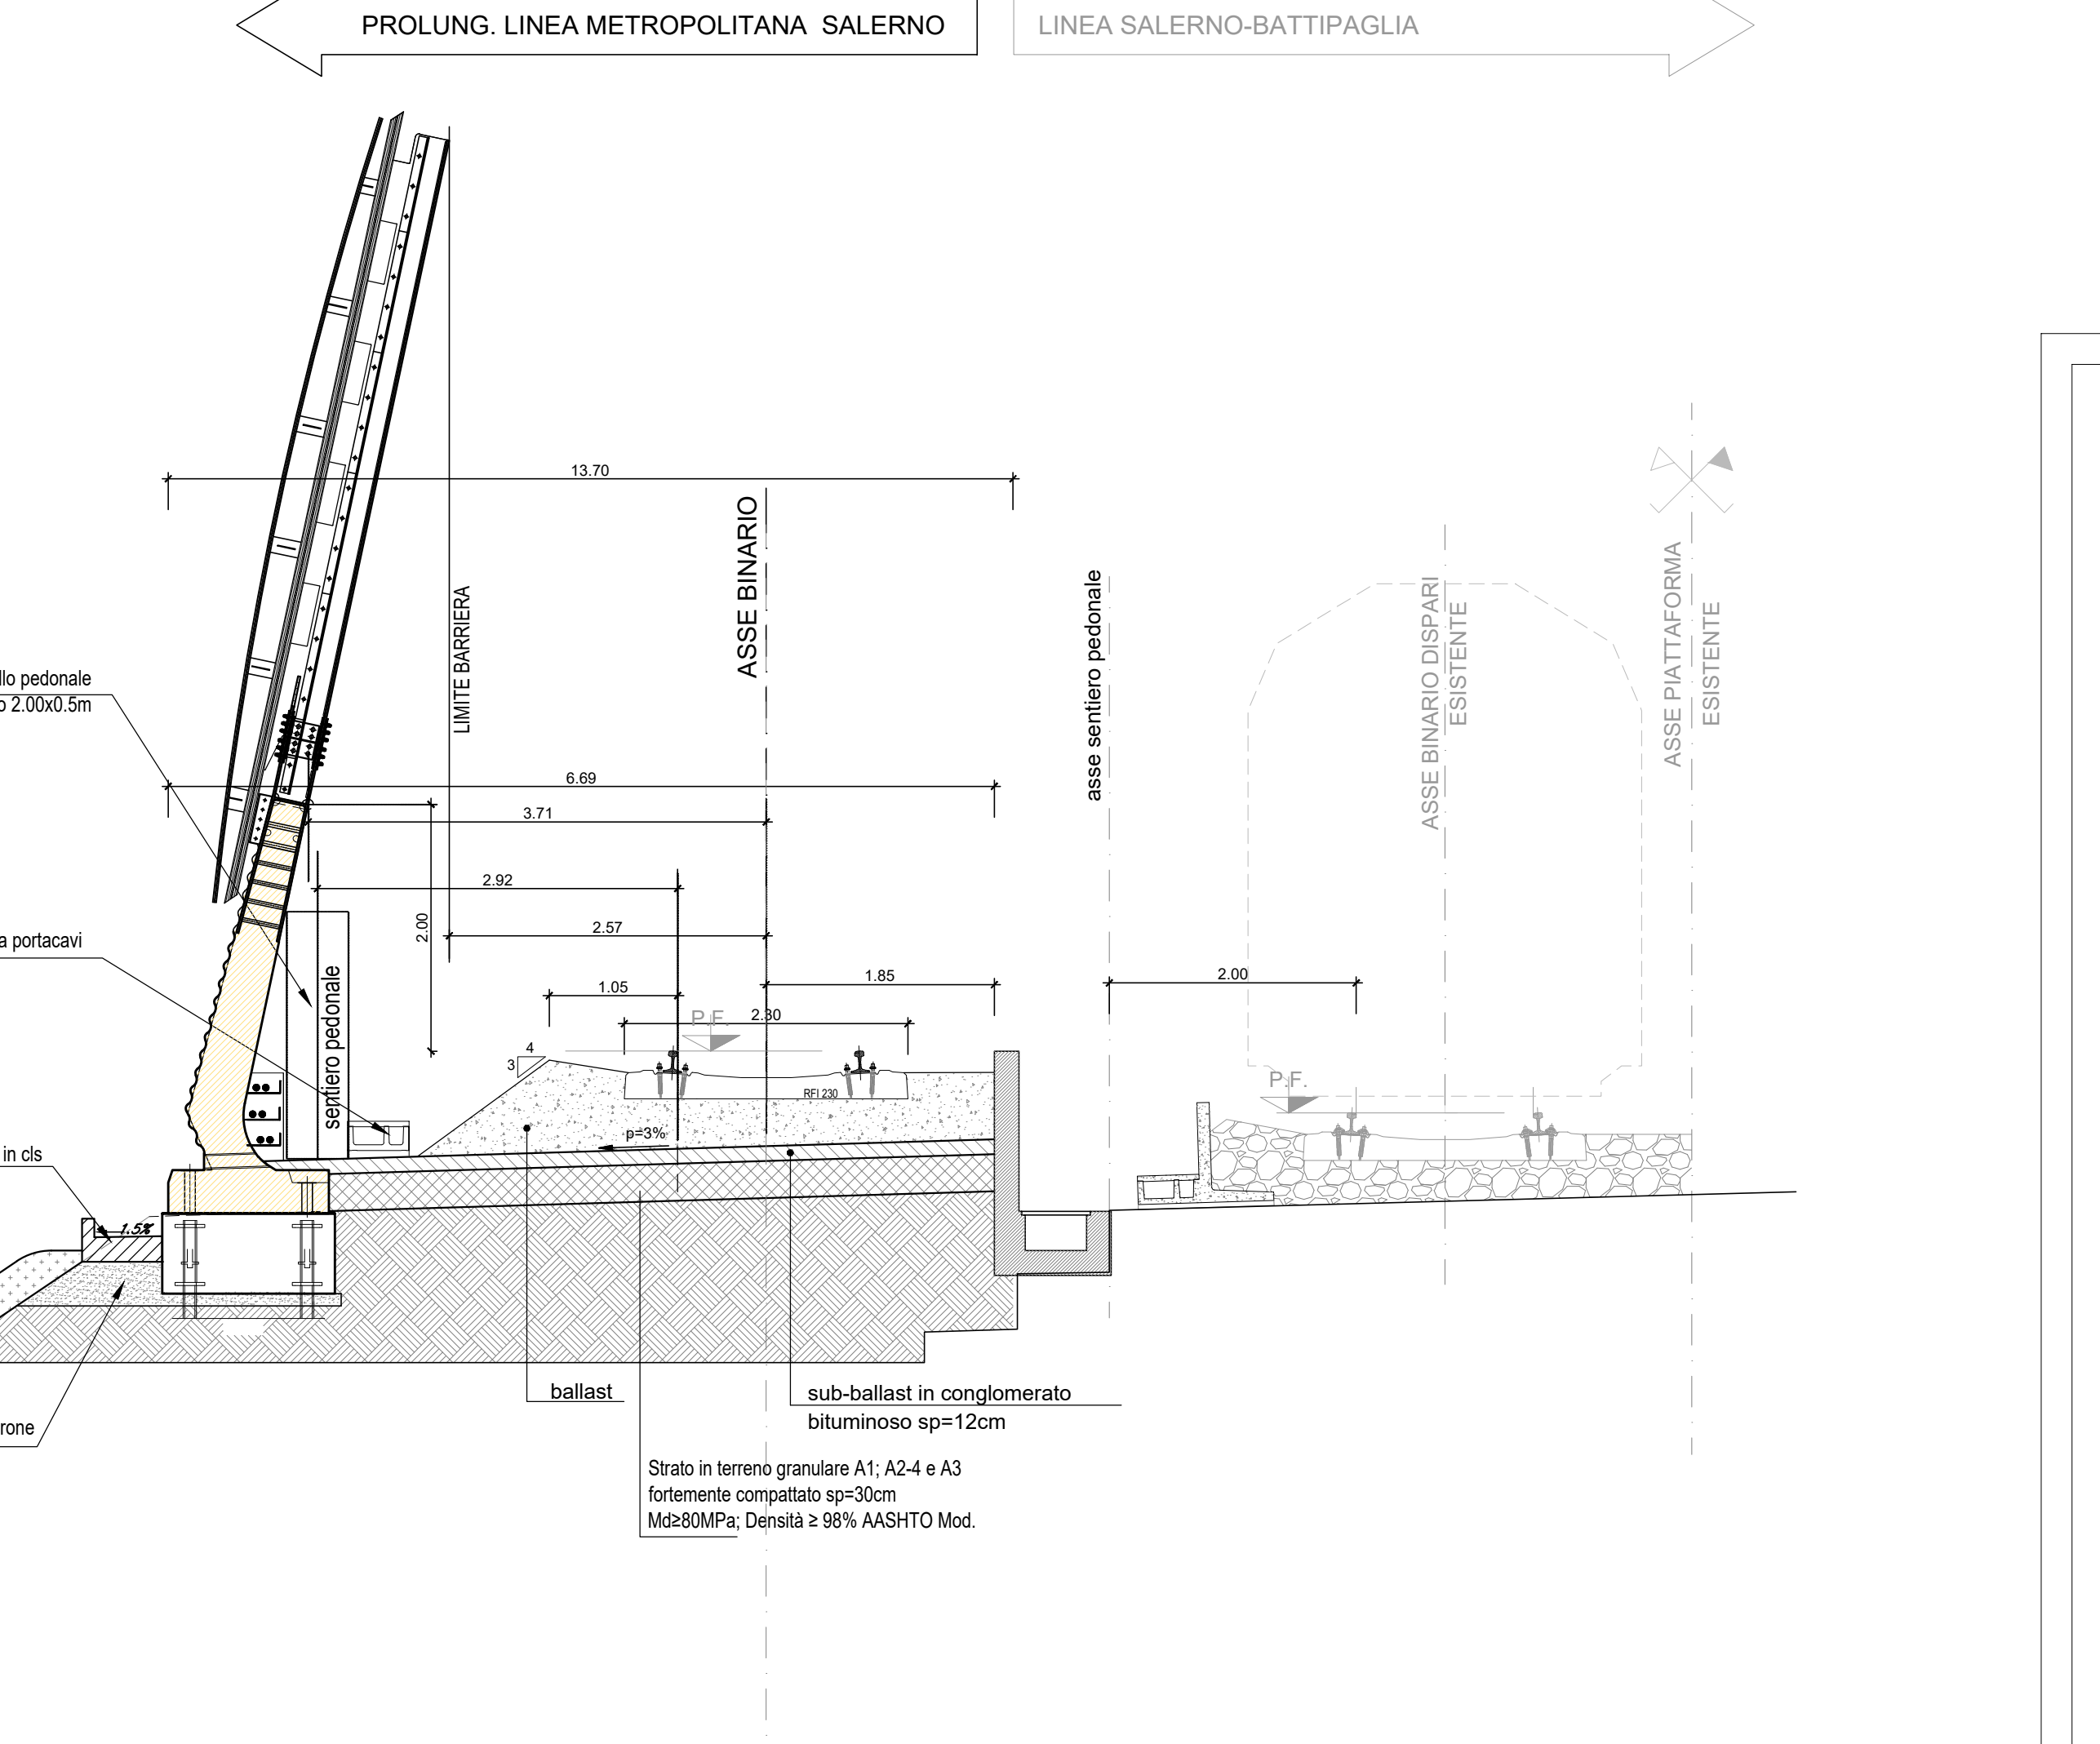 PROLUNG. LINEA METROPOLITANA SALERNO
LINEA SALERNO-BATTIPAGLIA
13.70
ASSE BINARIO
LIMITE BARRIERA
asse sentiero pedonale
ASSE BINARIO DISPARI
ESISTENTE
ASSE PIATTAFORMA
ESISTENTE
llo pedonale
o 2.00x0.5m
6.69
3.71
2.92
2.00
2.57
1.85
2.00
1.05
2.30
P.F.
4
3
sentiero pedonale
a portacavi
RFI 230
P.F.
p=3%
in cls
1.5%
rone
ballast
sub-ballast in conglomerato
bituminoso sp=12cm
Strato in terreno granulare A1; A2-4 e A3
fortemente compattato sp=30cm
Md≥80MPa; Densità ≥ 98% AASHTO Mod.